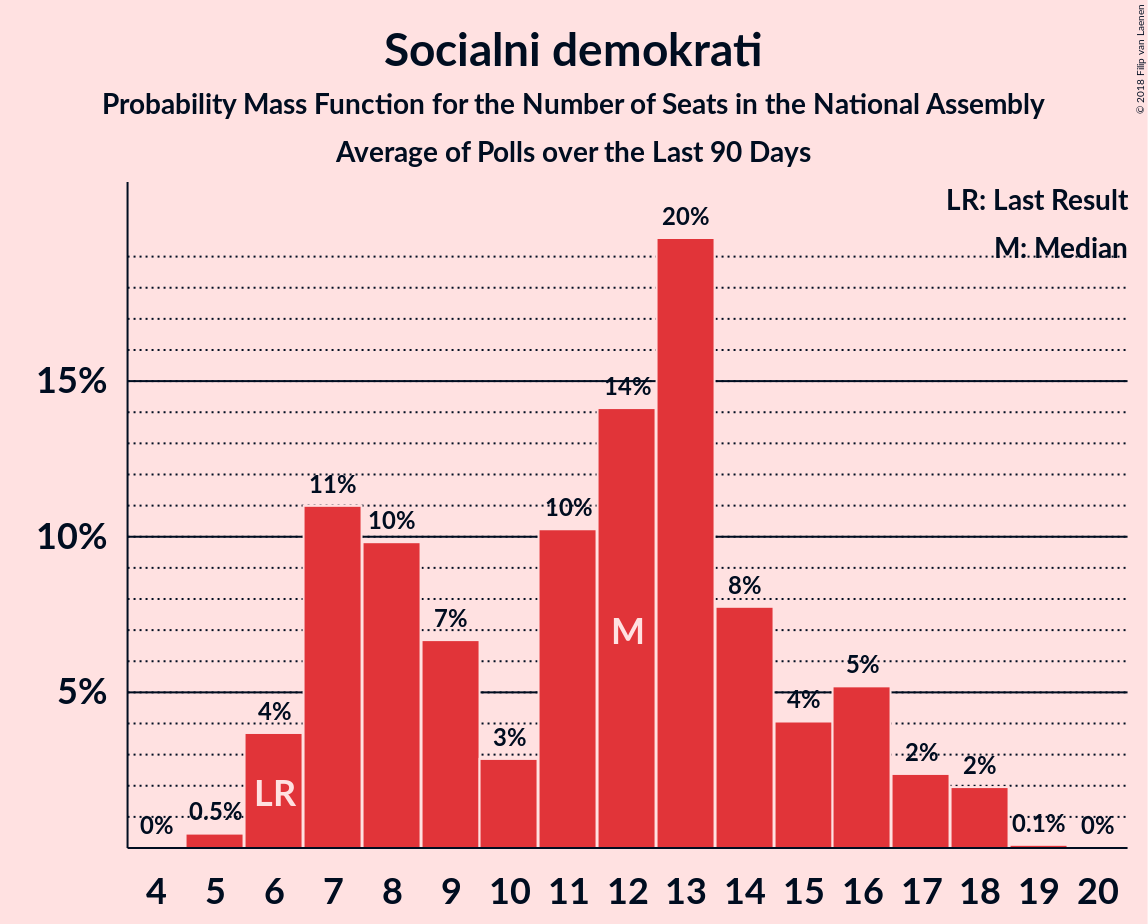 Socialni demokrati
Probability Mass Function for the Number of Seats in the National Assembly
Average of Polls over the Last 90 Days
© 2018 Filip van Laenen
LR: Last Result
M: Median
20%
15%
14%
11%
10%
10%
10%
8%
7%
M
5%
5%
4%
4%
3%
2%
2%
LR
0%
0.5%
0.1%
0%
4 5 6 7 8 9 10 11 12 13 14 15 16 17 18 19 20